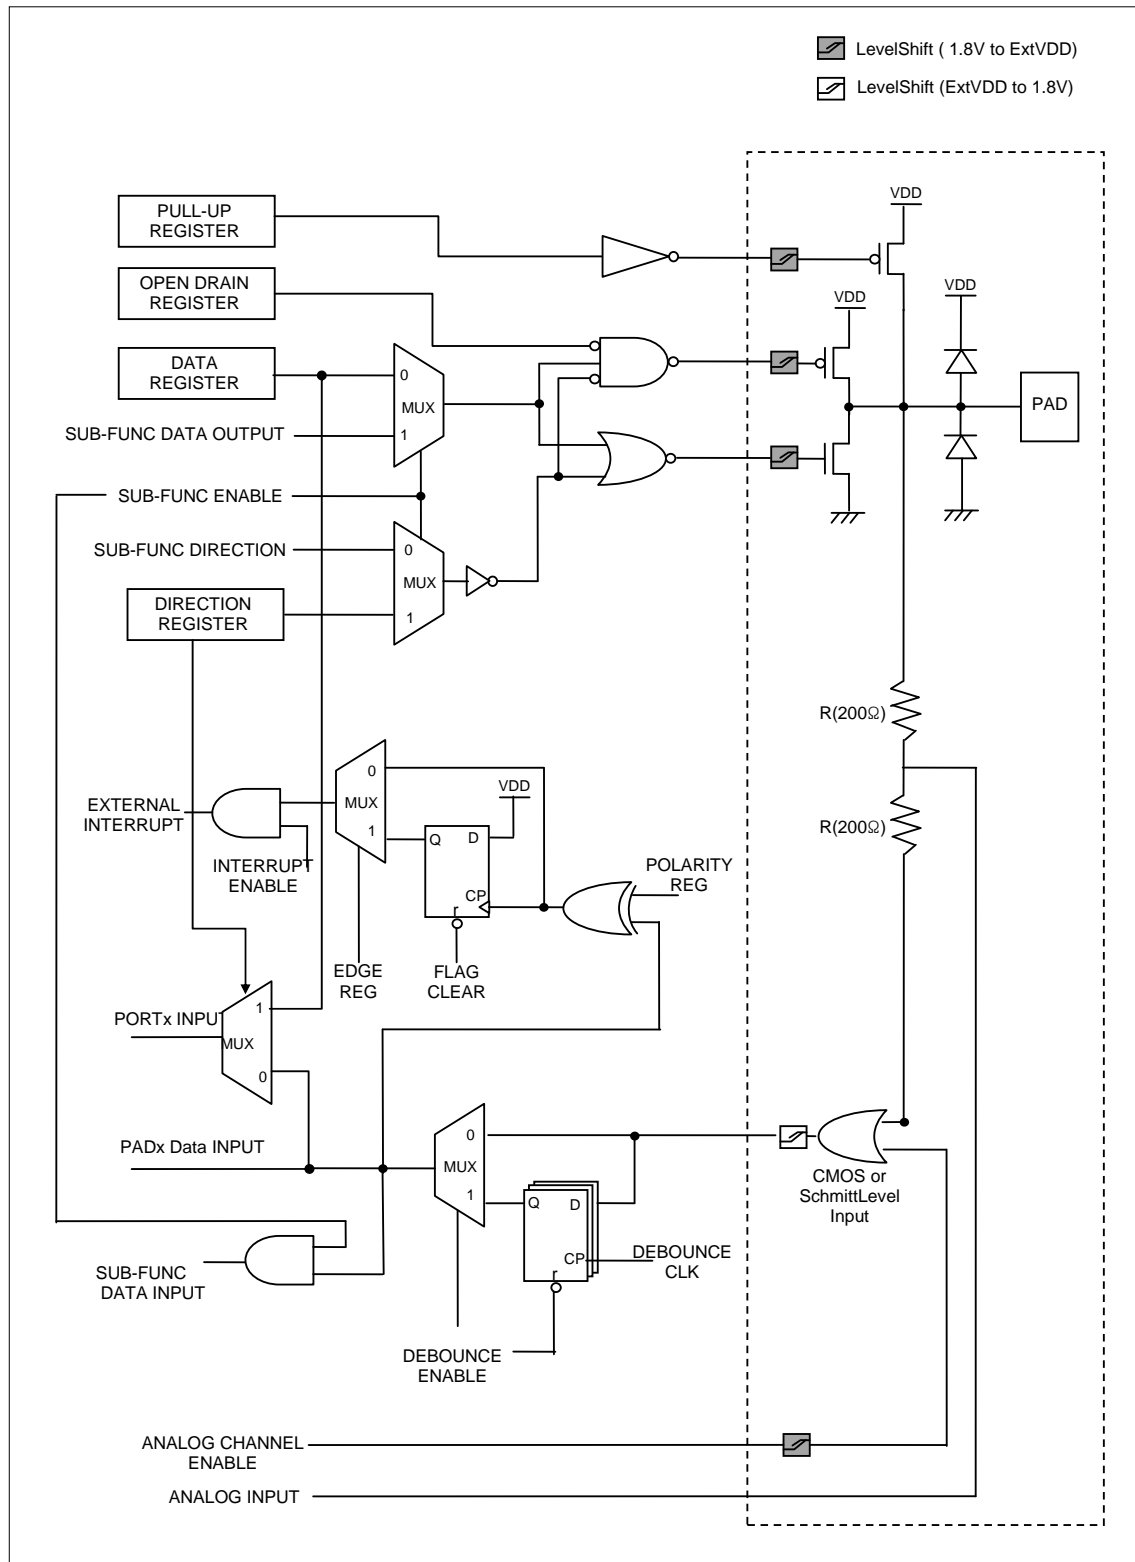 LevelShift ( 1.8V to ExtVDD)
LevelShift (ExtVDD to 1.8V)
VDD
PULL-UP
REGISTER
OPEN DRAIN
REGISTER
VDD
VDD
DATA
REGISTER
0
MUX
1
PAD
SUB-FUNC DATA OUTPUT
SUB-FUNC ENABLE
SUB-FUNC DIRECTION
0
MUX
1
DIRECTION
REGISTER
R(200Ω)
R(200Ω)
EXTERNAL
INTERRUPT
INTERRUPT
ENABLE
0
MUX
1
VDD
Q
D
CP
r
POLARITY
REG
EDGE
REG
FLAG
CLEAR
PORTx INPUT
1
MUX
0
PADx Data INPUT
0
MUX
1
Q
D
CP
r
DEBOUNCE
CLK
CMOS or
SchmittLevel
Input
SUB-FUNC
DATA INPUT
DEBOUNCE
ENABLE
ANALOG CHANNEL
ENABLE
ANALOG INPUT